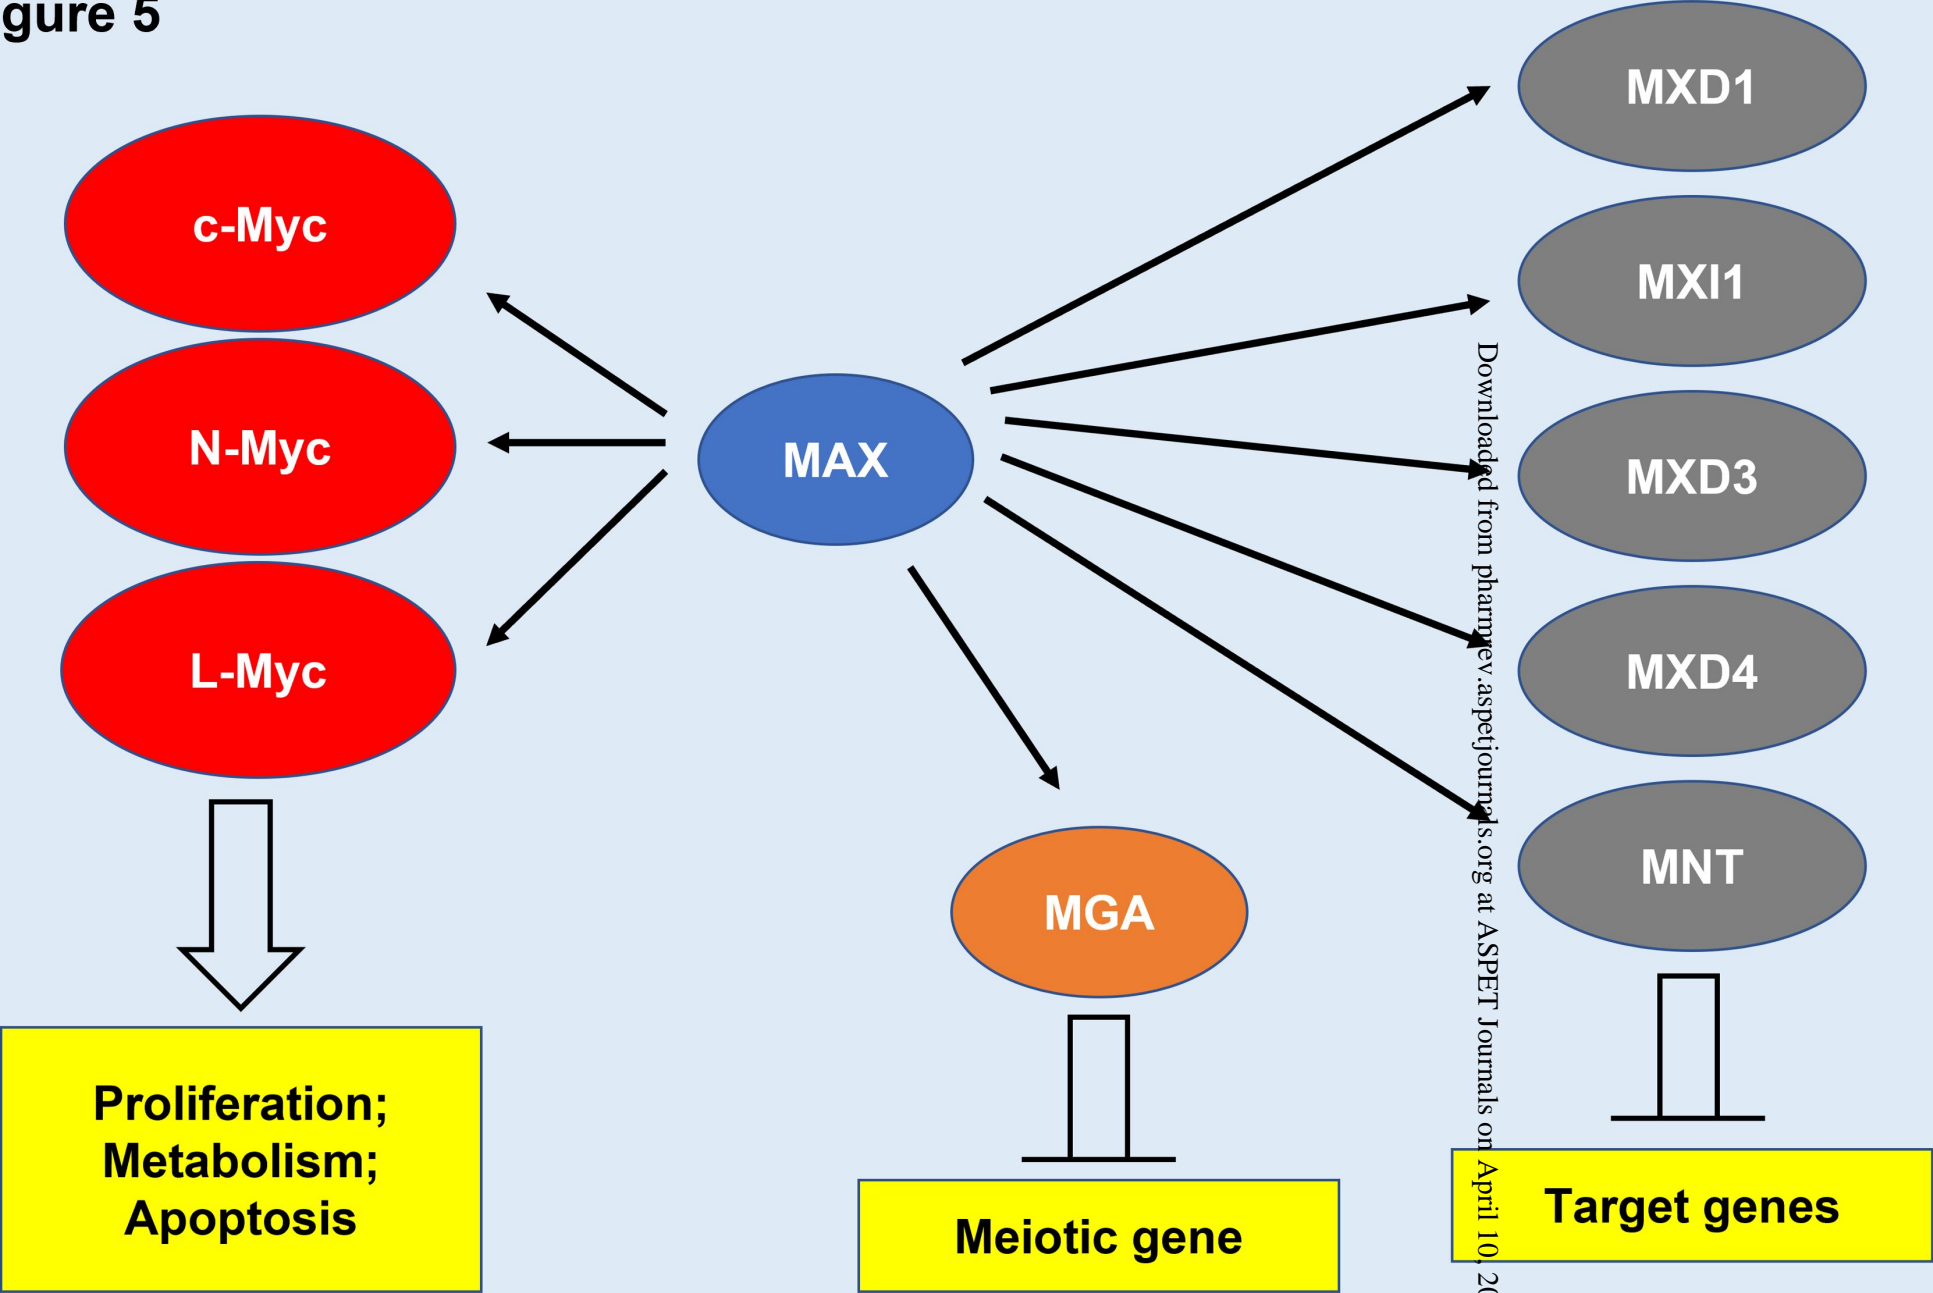 gure 5
c-Myc
N-Myc
L-Myc
MAX
MGA
MXD1
MXI1
MXD3
MXD4
MNT
Proliferation;
Metabolism;
Apoptosis
Meiotic gene
Target genes
Downloaded from pharmrev.aspetjournals.org at ASPET Journals on April 10, 20